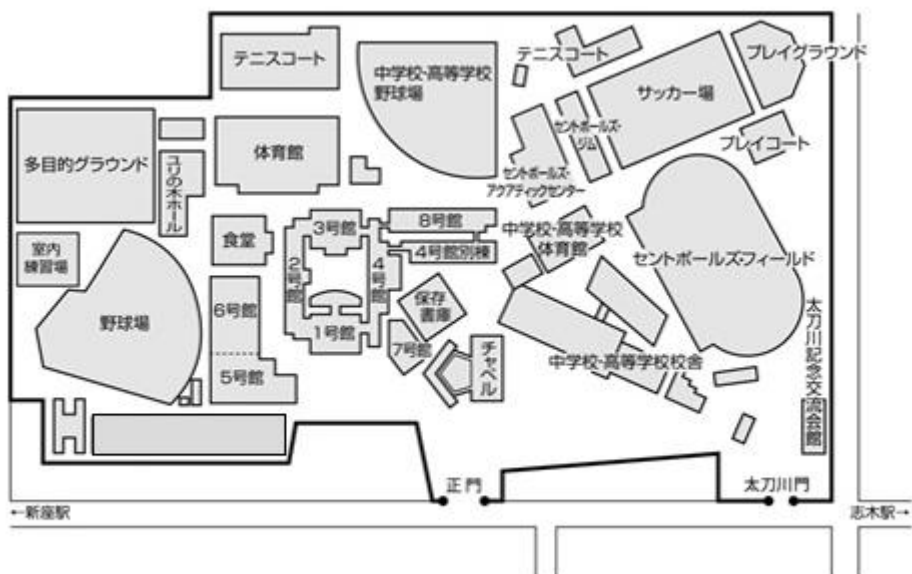 テニスコート
中学校・高等学校
野球場
テニスコート
プレイグラウンド
サッカー場
多目的グラウンド
ユリの木ホール
体育館
セントポールズ・
ジム
プレイコート
セントポールズ・
アクアティックセンター
室内
練習場
食堂
3号館
8号館
4号館別棟
中学校・高等学校
体育館
セントポールズ・フィールド
2号館
4号館
野球場
6号館
1号館
保存
書庫
7号館
チャペル
5号館
中学校・高等学校校舎
太刀川記念交流会館
正門
太刀川門
←新座駅
志木駅→